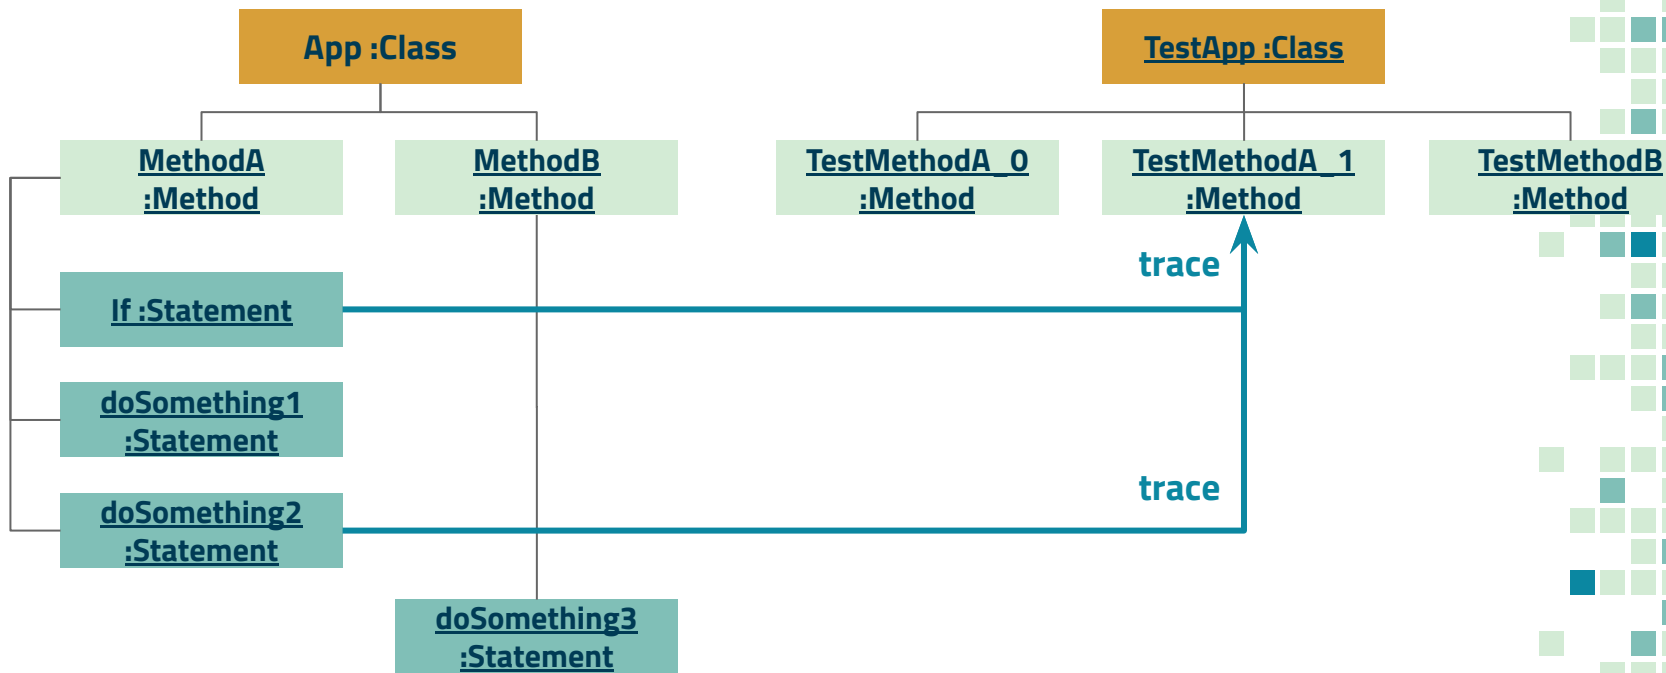 App :Class
TestApp :Class
MethodA
:Method
MethodB
:Method
TestMethodA_0
:Method
TestMethodA_1
:Method
TestMethodB
:Method
trace
If :Statement
doSomething1
:Statement
trace
doSomething2
:Statement
doSomething3
:Statement